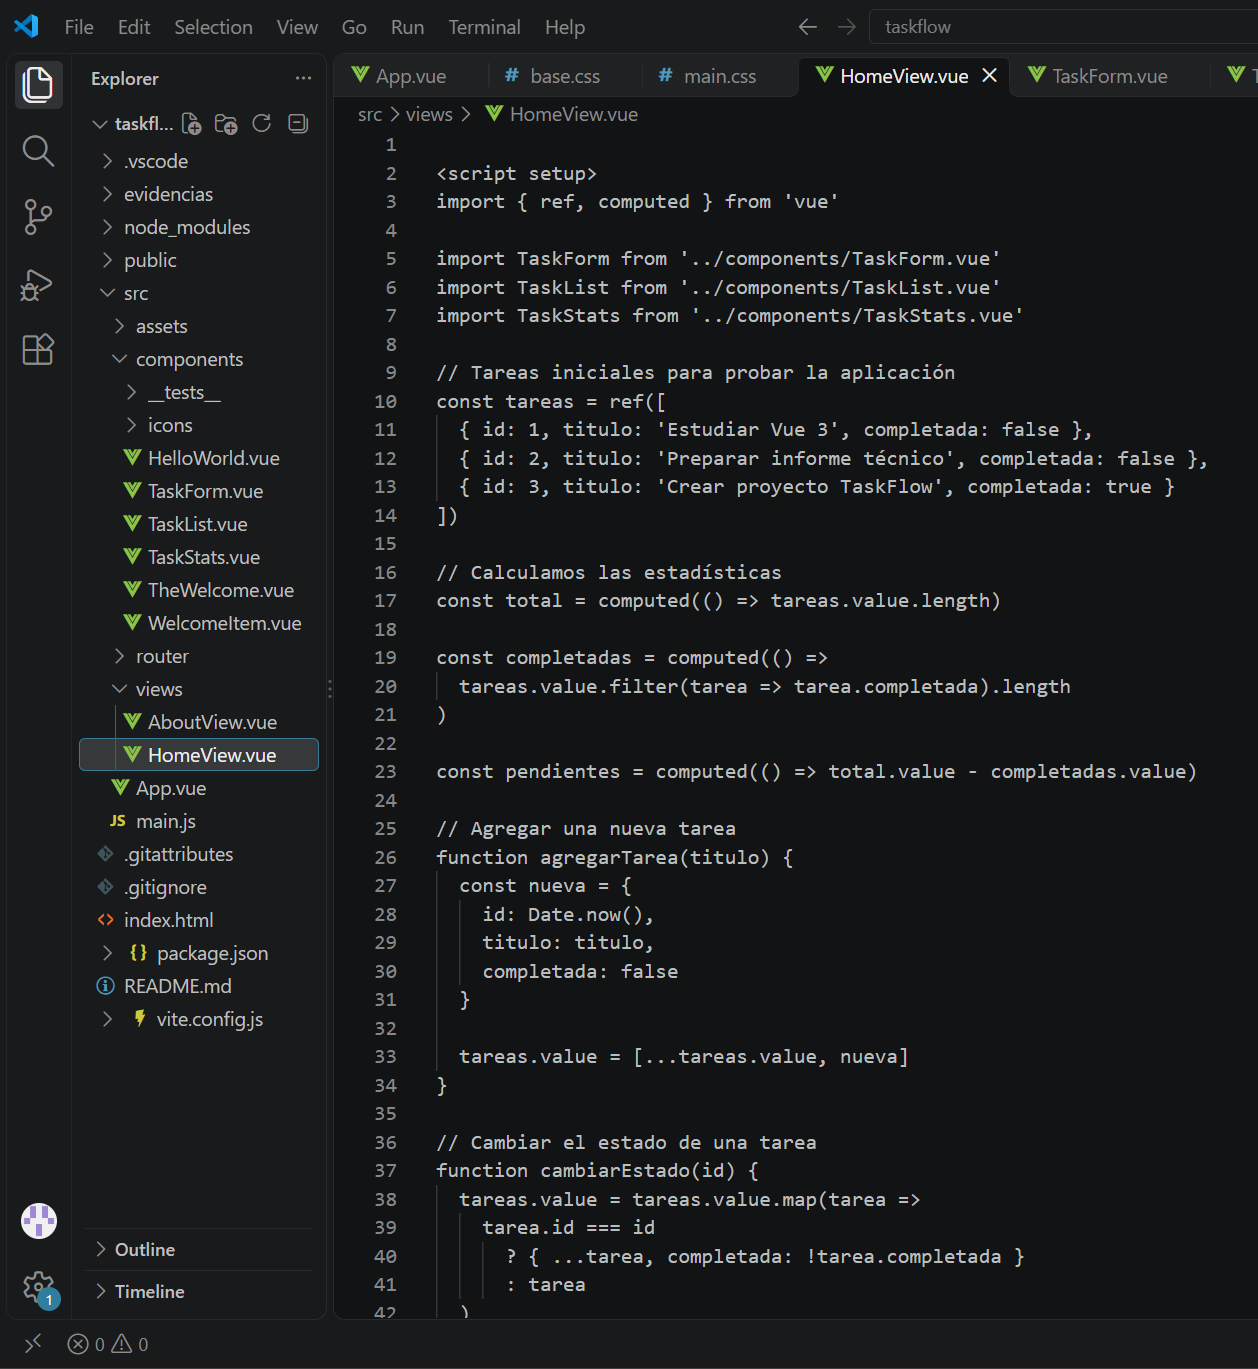 File Edit Selection View Go Run Terminal Help taskflow
Explorer
taskfl...
.vscode
evidencias
node_modules
public
src
assets
components
__tests__
icons
HelloWorld.vue
TaskForm.vue
TaskList.vue
TaskStats.vue
TheWelcome.vue
WelcomeItem.vue
router
views
AboutView.vue
HomeView.vue
App.vue
JS main.js
.gitattributes
.gitignore
index.html
{} package.json
README.md
vite.config.js
Outline
Timeline
1
0 0
App.vue # base.css # main.css HomeView.vue TaskForm.vue
src > views > HomeView.vue
1
2 <script setup>
3 import { ref, computed } from 'vue'
4
5 import TaskForm from '../components/TaskForm.vue'
6 import TaskList from '../components/TaskList.vue'
7 import TaskStats from '../components/TaskStats.vue'
8
9 // Tareas iniciales para probar la aplicación
10 const tareas = ref([
11 { id: 1, titulo: 'Estudiar Vue 3', completada: false },
12 { id: 2, titulo: 'Preparar informe técnico', completada: false },
13 { id: 3, titulo: 'Crear proyecto TaskFlow', completada: true }
14 ])
15
16 // Calculamos las estadísticas
17 const total = computed(() => tareas.value.length)
18
19 const completadas = computed(() =>
20 tareas.value.filter(tarea => tarea.completada).length
21 )
22
23 const pendientes = computed(() => total.value - completadas.value)
24
25 // Agregar una nueva tarea
26 function agregarTarea(titulo) {
27 const nueva = {
28 id: Date.now(),
29 titulo: titulo,
30 completada: false
31 }
32
33 tareas.value = [...tareas.value, nueva]
34 }
35
36 // Cambiar el estado de una tarea
37 function cambiarEstado(id) {
38 tareas.value = tareas.value.map(tarea =>
39 tarea.id === id
40 ? { ...tarea, completada: !tarea.completada }
41 : tarea
42 )